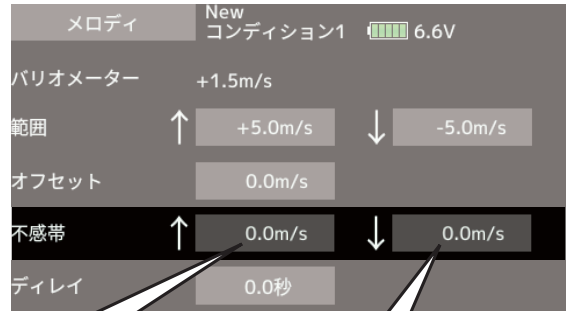 メロディ
New
コンディション1 6.6V
バリオメーター +1.5m/s
範囲 ↑ +5.0m/s ↓ -5.0m/s
オフセット 0.0m/s
不感帯 ↑ 0.0m/s ↓ 0.0m/s
ディレイ 0.0秒